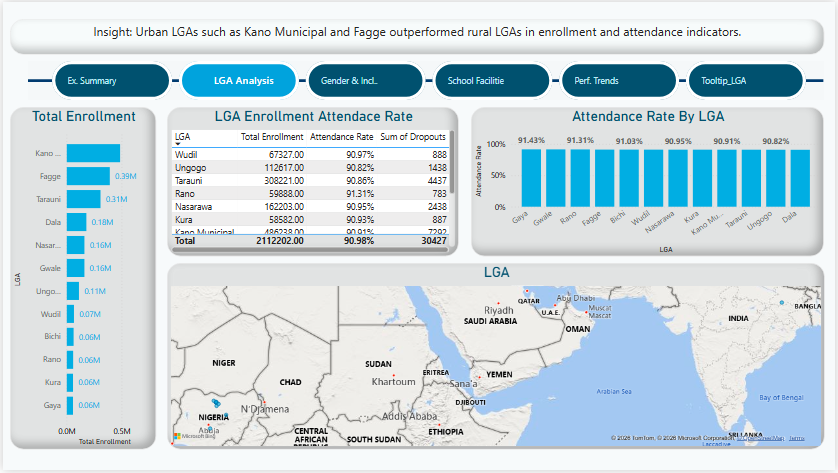 Insight: Urban LGAs such as Kano Municipal and Fagge outperformed rural LGAs in enrollment and attendance indicators.
Ex. Summary
LGA Analysis
Gender & Incl..
School Facilitie
Perf. Trends
Tooltip_LGA
Total Enrollment
LGA
Kano ...
Fagge 0.39M
Tarauni 0.31M
Dala 0.18M
Nasar... 0.16M
Gwale 0.16M
Ungo... 0.11M
Wudil 0.07M
Bichi 0.06M
Rano 0.06M
Kura 0.06M
Gaya 0.06M
0.0M 0.5M
Total Enrollment
LGA Enrollment Attendace Rate
LGA Total Enrollment Attendance Rate Sum of Dropouts
Wudil 67327.00 90.97% 888
Ungogo 112617.00 90.82% 1438
Tarauni 308221.00 90.86% 4437
Rano 59888.00 91.31% 783
Nasarawa 162203.00 90.95% 2438
Kura 58582.00 90.93% 887
Kano Municipal 486238.00 90.91% 7292
Total 2112202.00 90.98% 30427
Attendance Rate By LGA
Attendance Rate
100%
50%
0%
91.43% 91.31% 91.03% 90.95% 90.91% 90.82%
Gaya Gwale Rano Fagge Bichi Wudil Nasarawa Kura Kano Mu... Tarauni Ungogo Dala
LGA
LGA
QATAR
Abu Dhabi
Riyadh
SAUDI ARABIA
U.A.E.
Muscat
Mascat
OMAN
INDIA
BANGLA
NIGER
CHAD
SUDAN
Khartoum
ERITREA
YEMEN
Sana'a
Arabian Sea
Bay of Bengal
NIGERIA
Abuja
N'Djamena
DJIBOUTI
Addis Ababa
ETHIOPIA
CENTRAL
AFRICAN
SOUTH SUDAN
SRI LANKA
Laccadive
Microsoft Bing
© 2026 TomTom, © 2026 Microsoft Corporation, © OpenStreetMap Terms